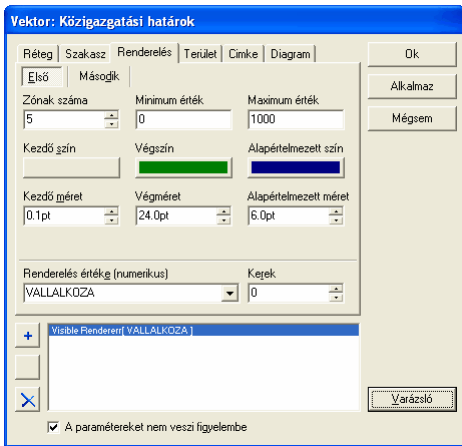 Vektor: Közigazgatási határok
Réteg Szakasz Renderelés Terület Cimke Diagram
Ok
Első Második
Alkalmaz
Zónak száma Minimum érték Maximum érték
5 0 1000
Mégsem
Kezdő szín Végszín Alapértelmezett szín
Kezdő méret Végméret Alapértelmezett méret
0.1pt 24.0pt 6.0pt
Renderelés értéke (numerikus) Kerek
VALLALKOZA 0
+ Visible Rendererr[ VALLALKOZA ]
Varázsló
A paramétereket nem veszi figyelembe